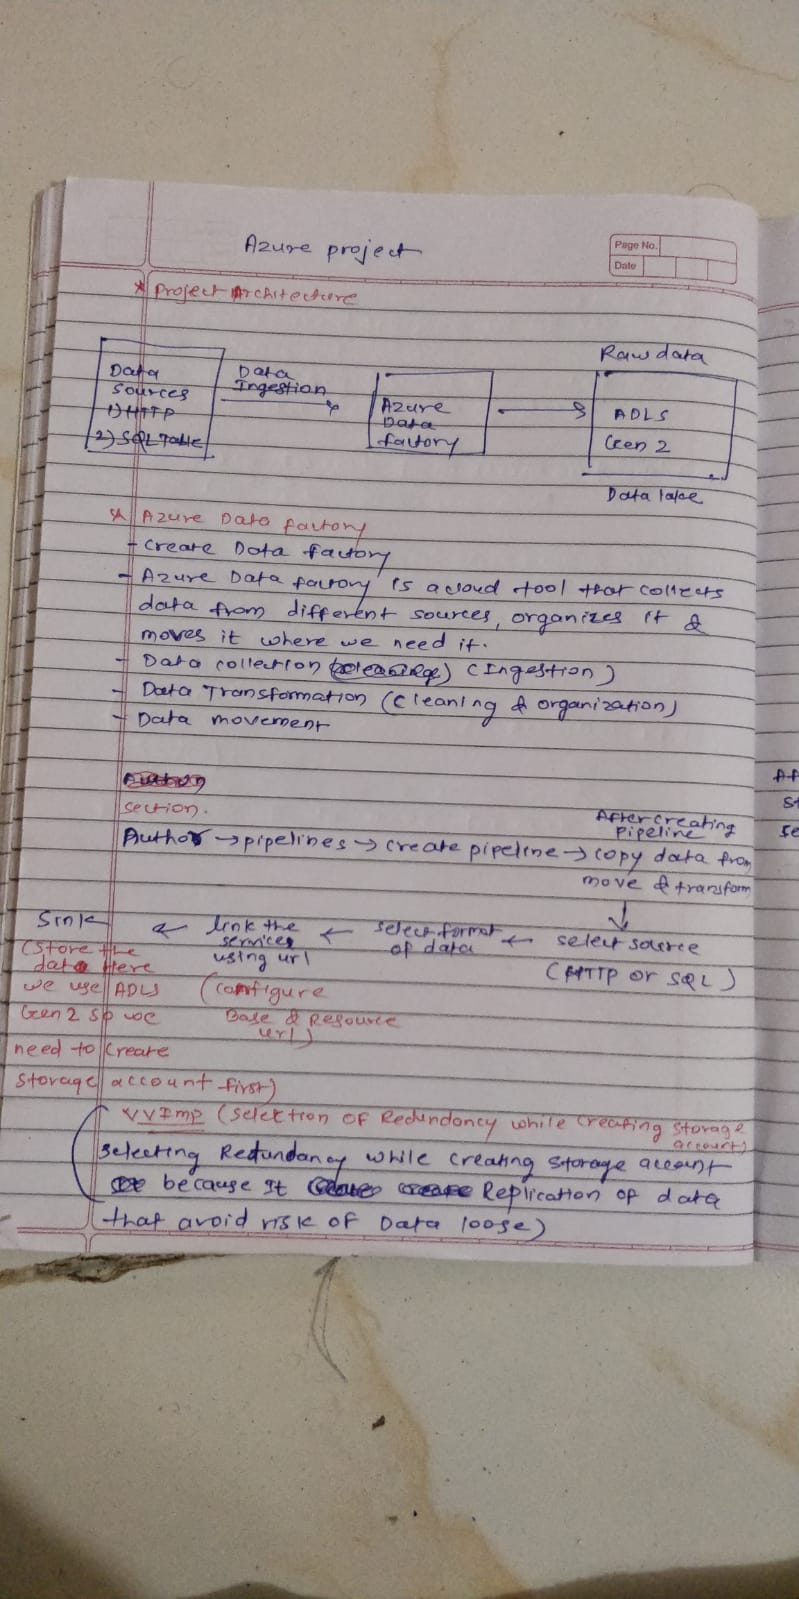 Azure project
Page No.
Date
* Project Architecture
Data
Sources
1) HTTP
2) SQL Table
Data
Ingestion
Azure
Data
factory
Raw data
ADLS
Gen 2
Data lake
* Azure Data factory
- Create Data factory
- Azure Data factory is a cloud tool that collects
data from different sources, organizes it &
moves it where we need it.
- Data collection (cleaning) (Ingestion)
- Data Transformation (cleaning & organization)
- Data movement
Author
section.
After creating
pipeline
Author → pipelines → create pipeline → copy data from
move & transform
↓
select source
(HTTP or SQL)
← select format
of data
← link the
services
using url
(Configure
Base & Resource
url)
← Sink
(Store the
data Here
we use ADLS
Gen 2 so we
need to create
storage account first)
VVImp (Selektion of Redundancy while creating storage
account)
Selecting Redundancy while creating storage account
because it Replication of data
that avoid risk of Data loose)
Af
St
Se